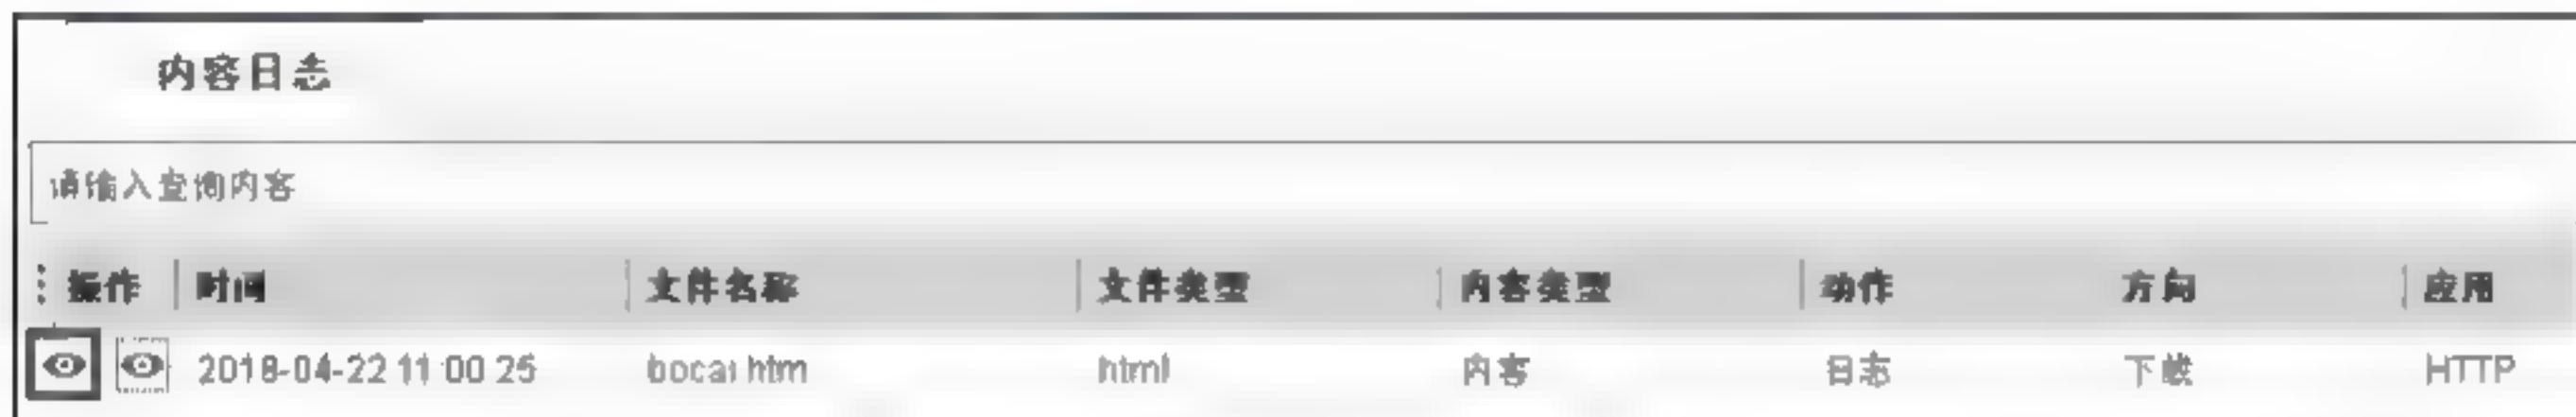 内容日志
请输入查询内容
操作 时间 文件名称 文件类型 内容类型 动作 方向 应用
2018-04-22 11:00:25 bocai.htm html 内容 日志 下载 HTTP